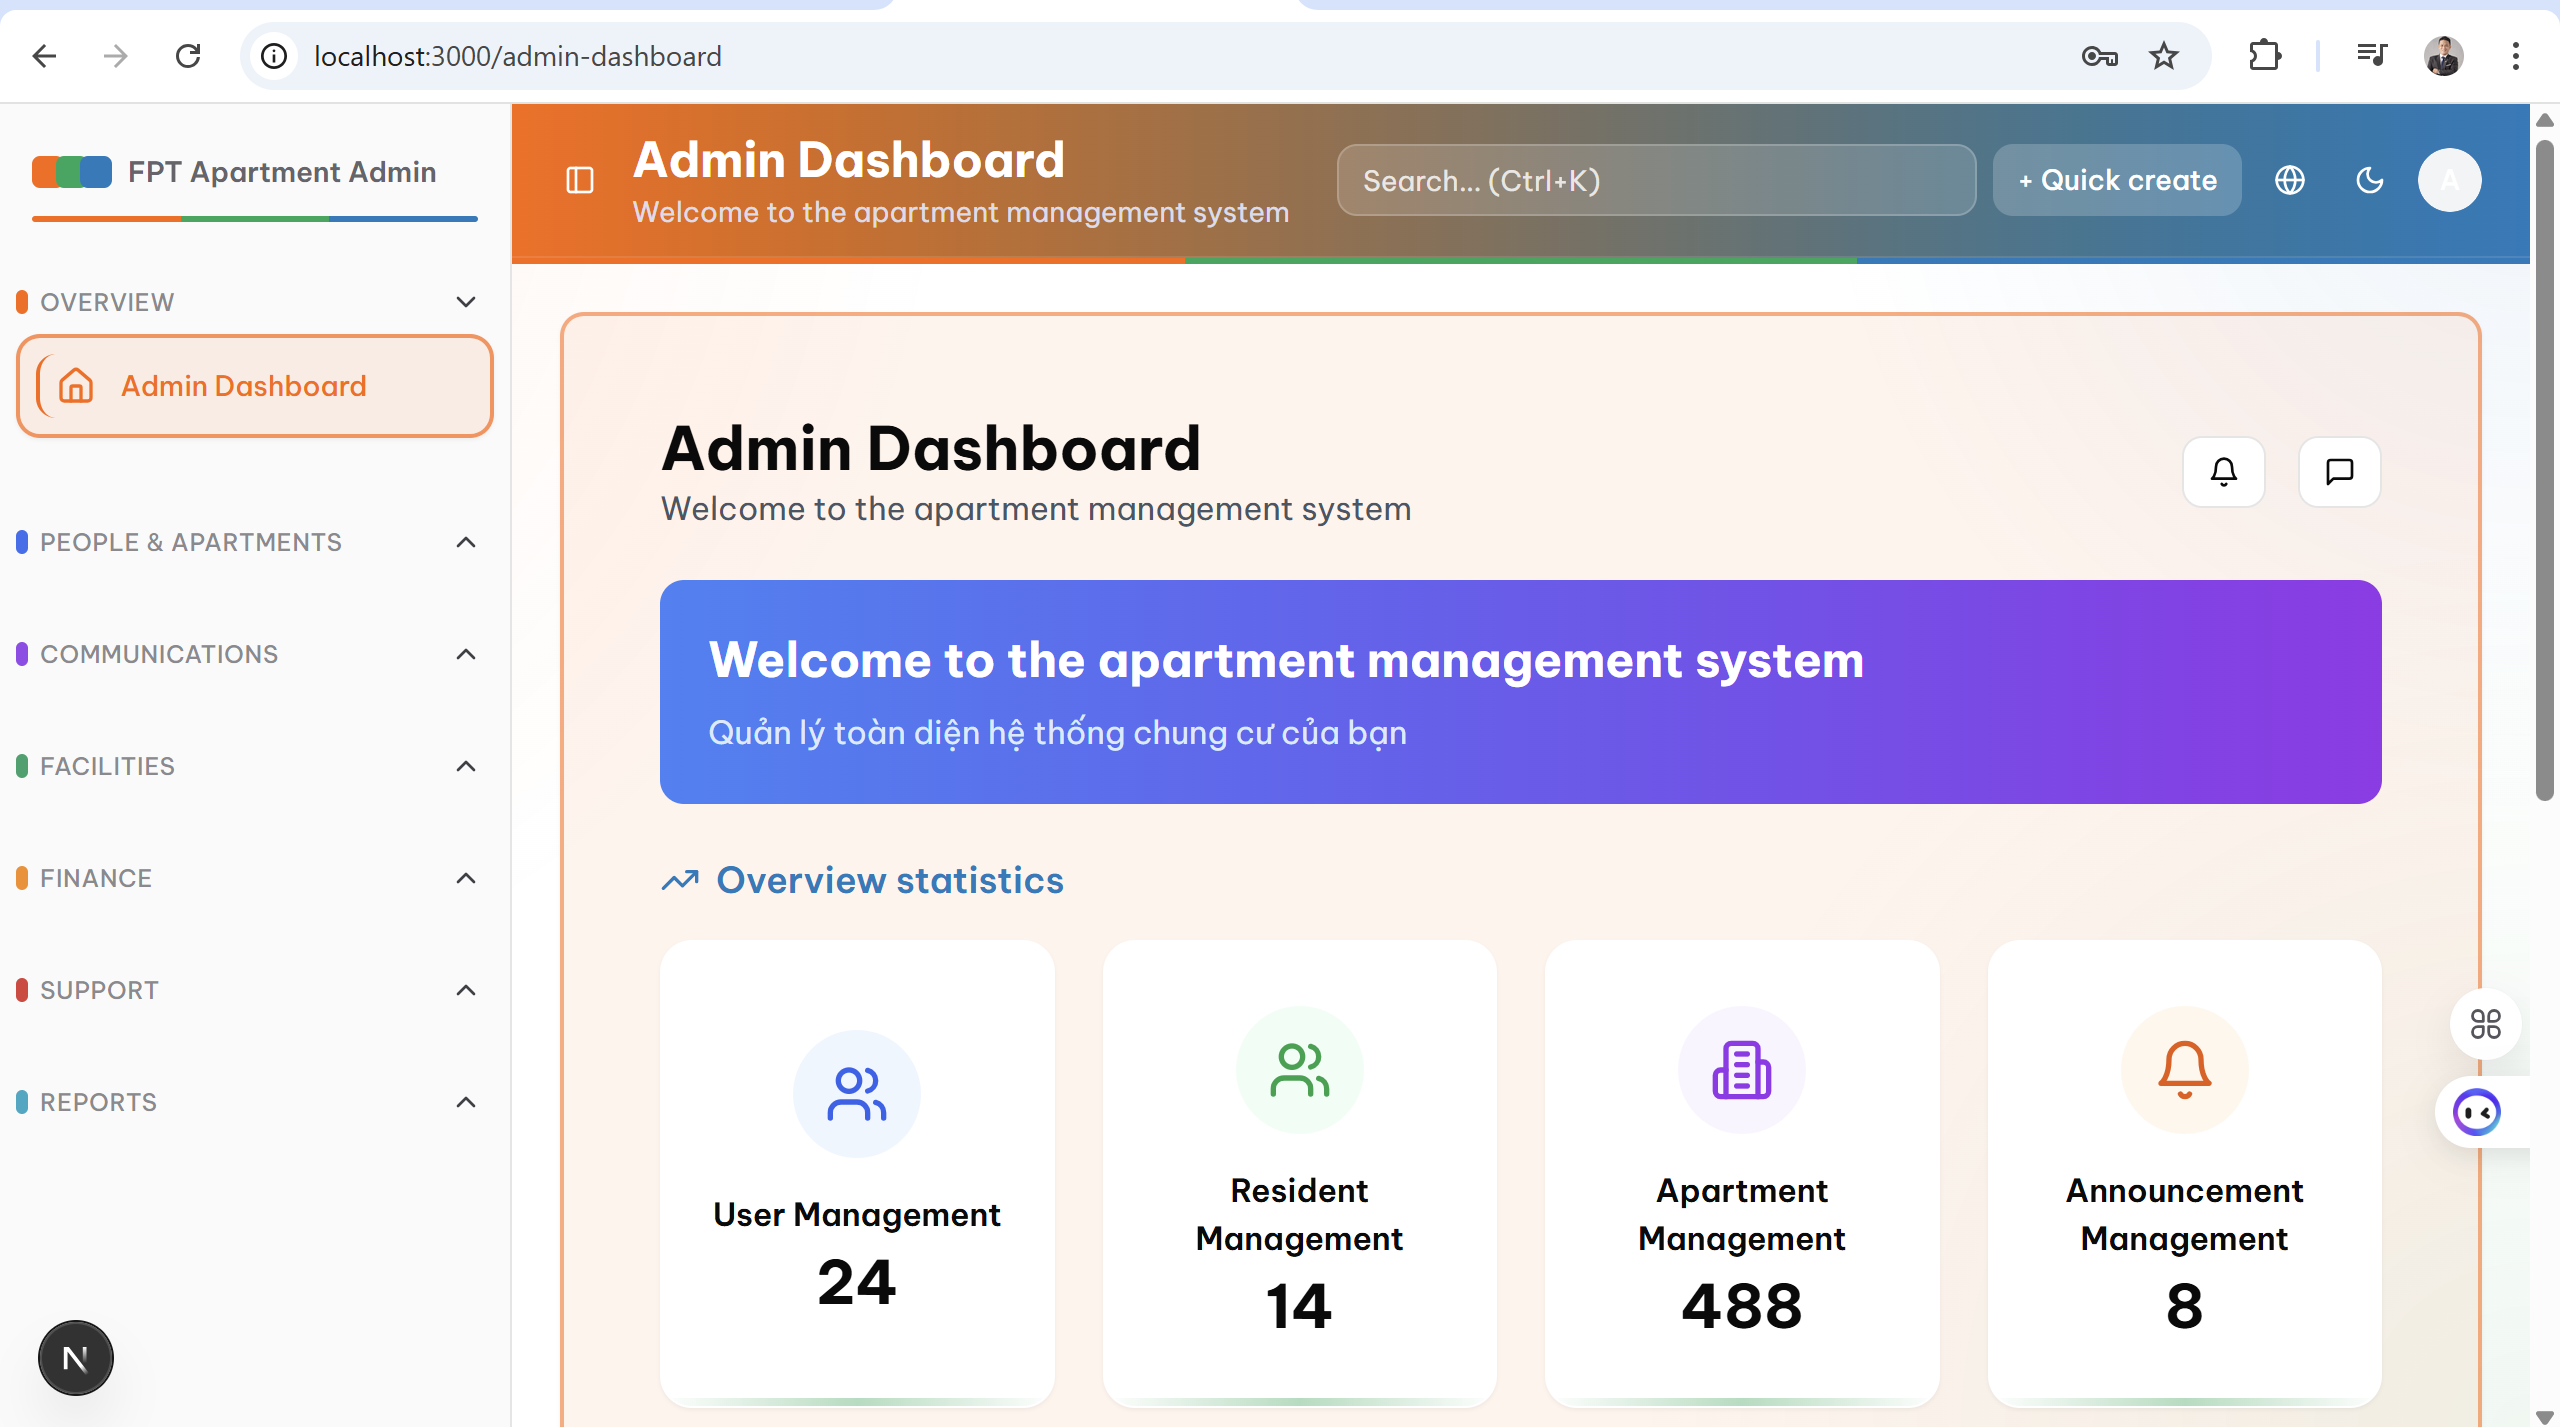 localhost:3000/admin-dashboard
FPT Apartment Admin
OVERVIEW
Admin Dashboard
PEOPLE & APARTMENTS
COMMUNICATIONS
FACILITIES
FINANCE
SUPPORT
REPORTS
N
Admin Dashboard
Welcome to the apartment management system
Search... (Ctrl+K)
+ Quick create
A
Admin Dashboard
Welcome to the apartment management system
Welcome to the apartment management system
Quản lý toàn diện hệ thống chung cư của bạn
Overview statistics
User Management
24
Resident
Management
14
Apartment
Management
488
Announcement
Management
8